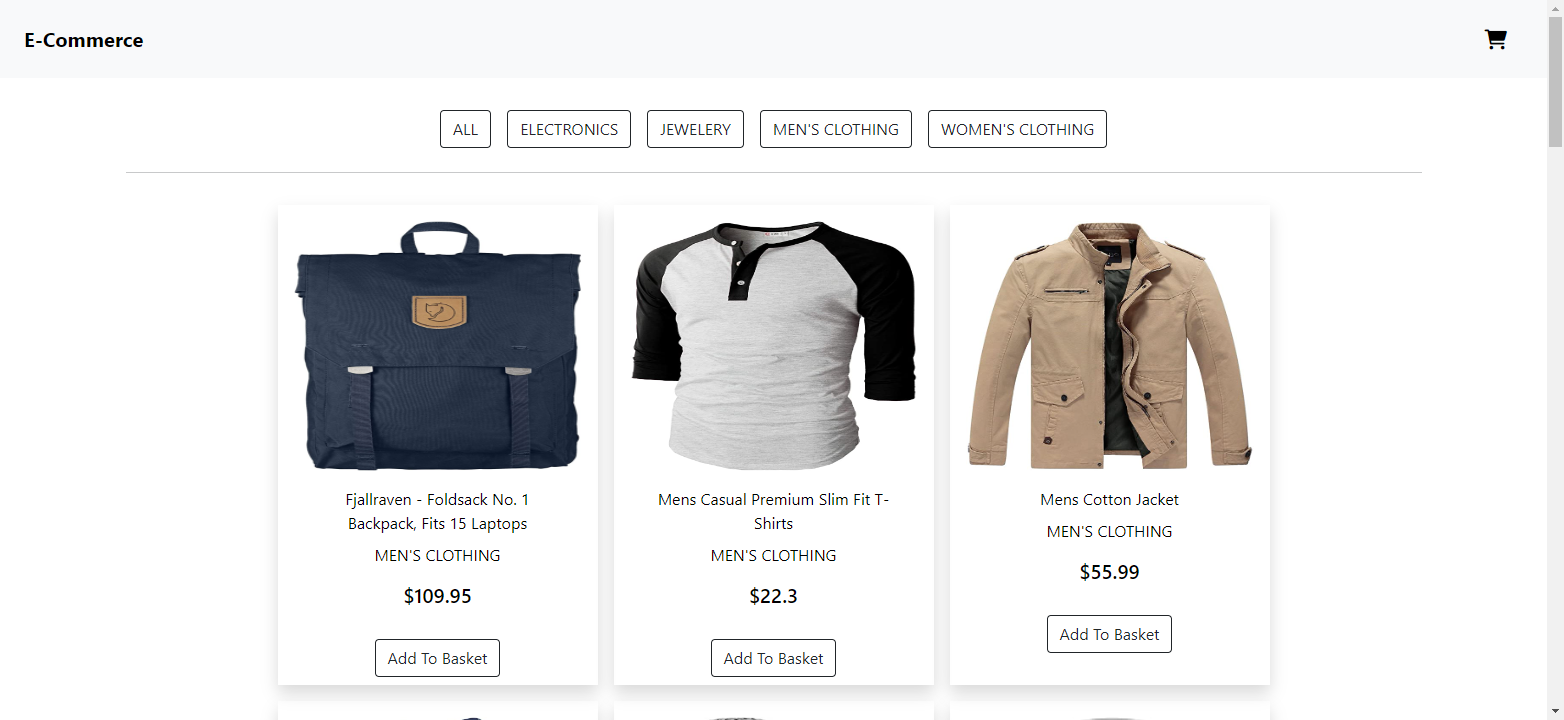 E-Commerce
ALL
ELECTRONICS
JEWELERY
MEN'S CLOTHING
WOMEN'S CLOTHING
Fjallraven - Foldsack No. 1
Backpack, Fits 15 Laptops
MEN'S CLOTHING
$109.95
Add To Basket
Mens Casual Premium Slim Fit T-
Shirts
MEN'S CLOTHING
$22.3
Add To Basket
Mens Cotton Jacket
MEN'S CLOTHING
$55.99
Add To Basket